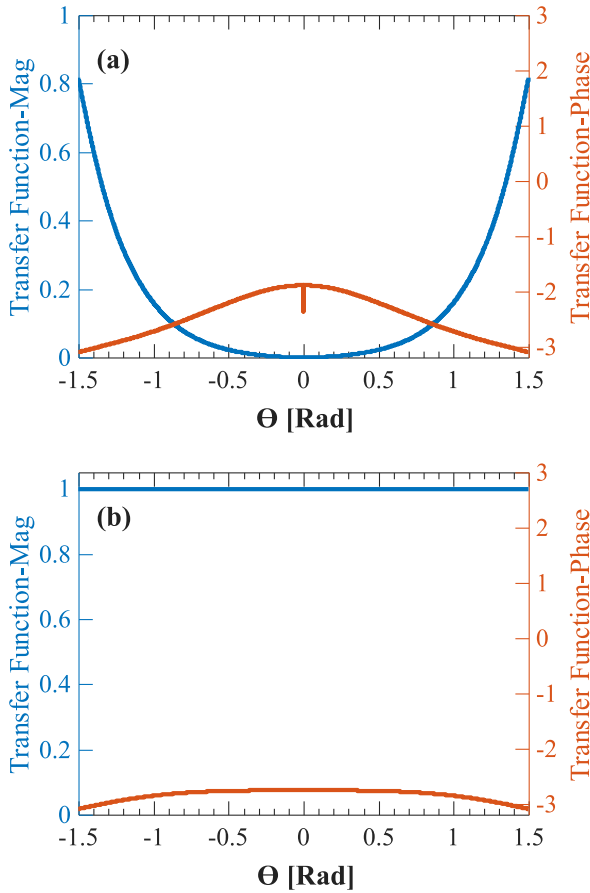 (a)
Transfer Function-Mag
1
0.8
0.6
0.4
0.2
0
3
2
1
0
-1
-2
-3
Transfer Function-Phase
-1.5 -1 -0.5 0 0.5 1 1.5
Θ [Rad]
(b)
Transfer Function-Mag
1
0.8
0.6
0.4
0.2
0
3
2
1
0
-1
-2
-3
Transfer Function-Phase
-1.5 -1 -0.5 0 0.5 1 1.5
Θ [Rad]